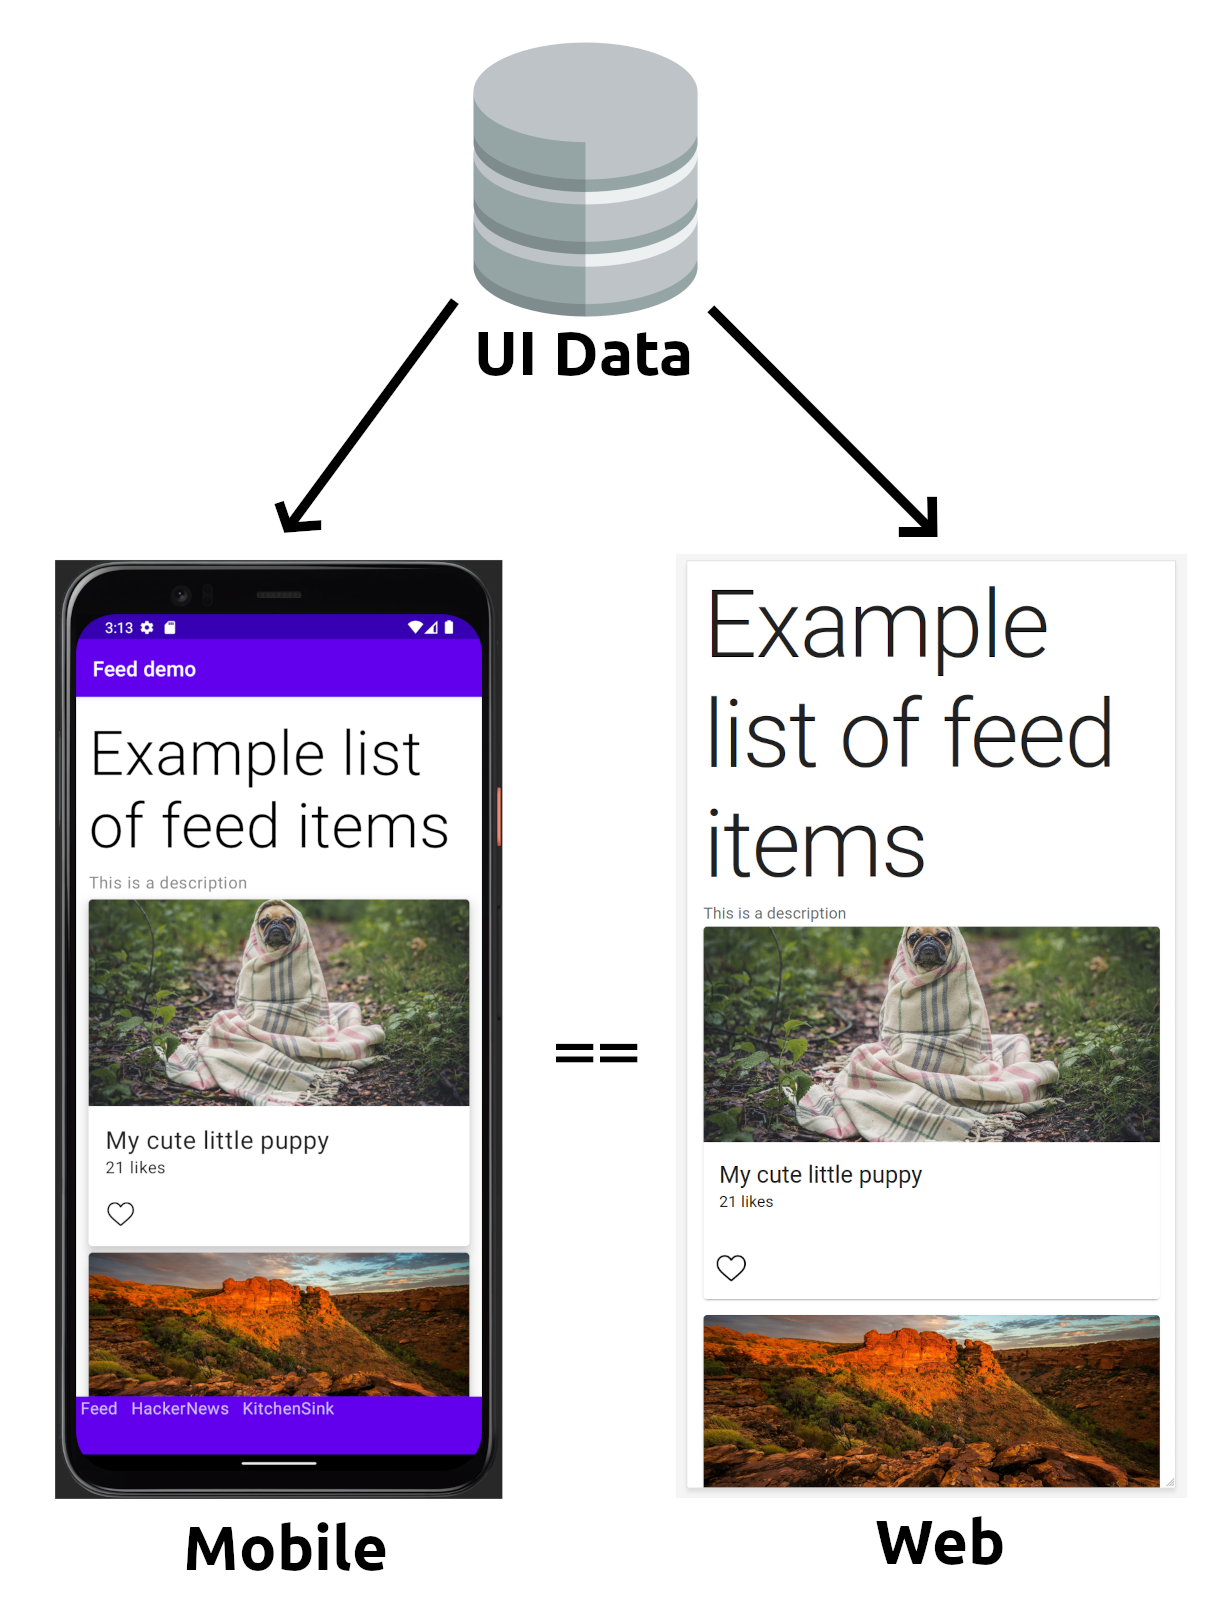 UI Data
3:13
Feed demo
Example list
of feed items
This is a description
My cute little puppy
21 likes
Feed HackerNews KitchenSink
Mobile
==
Example
list of feed
items
This is a description
My cute little puppy
21 likes
Web